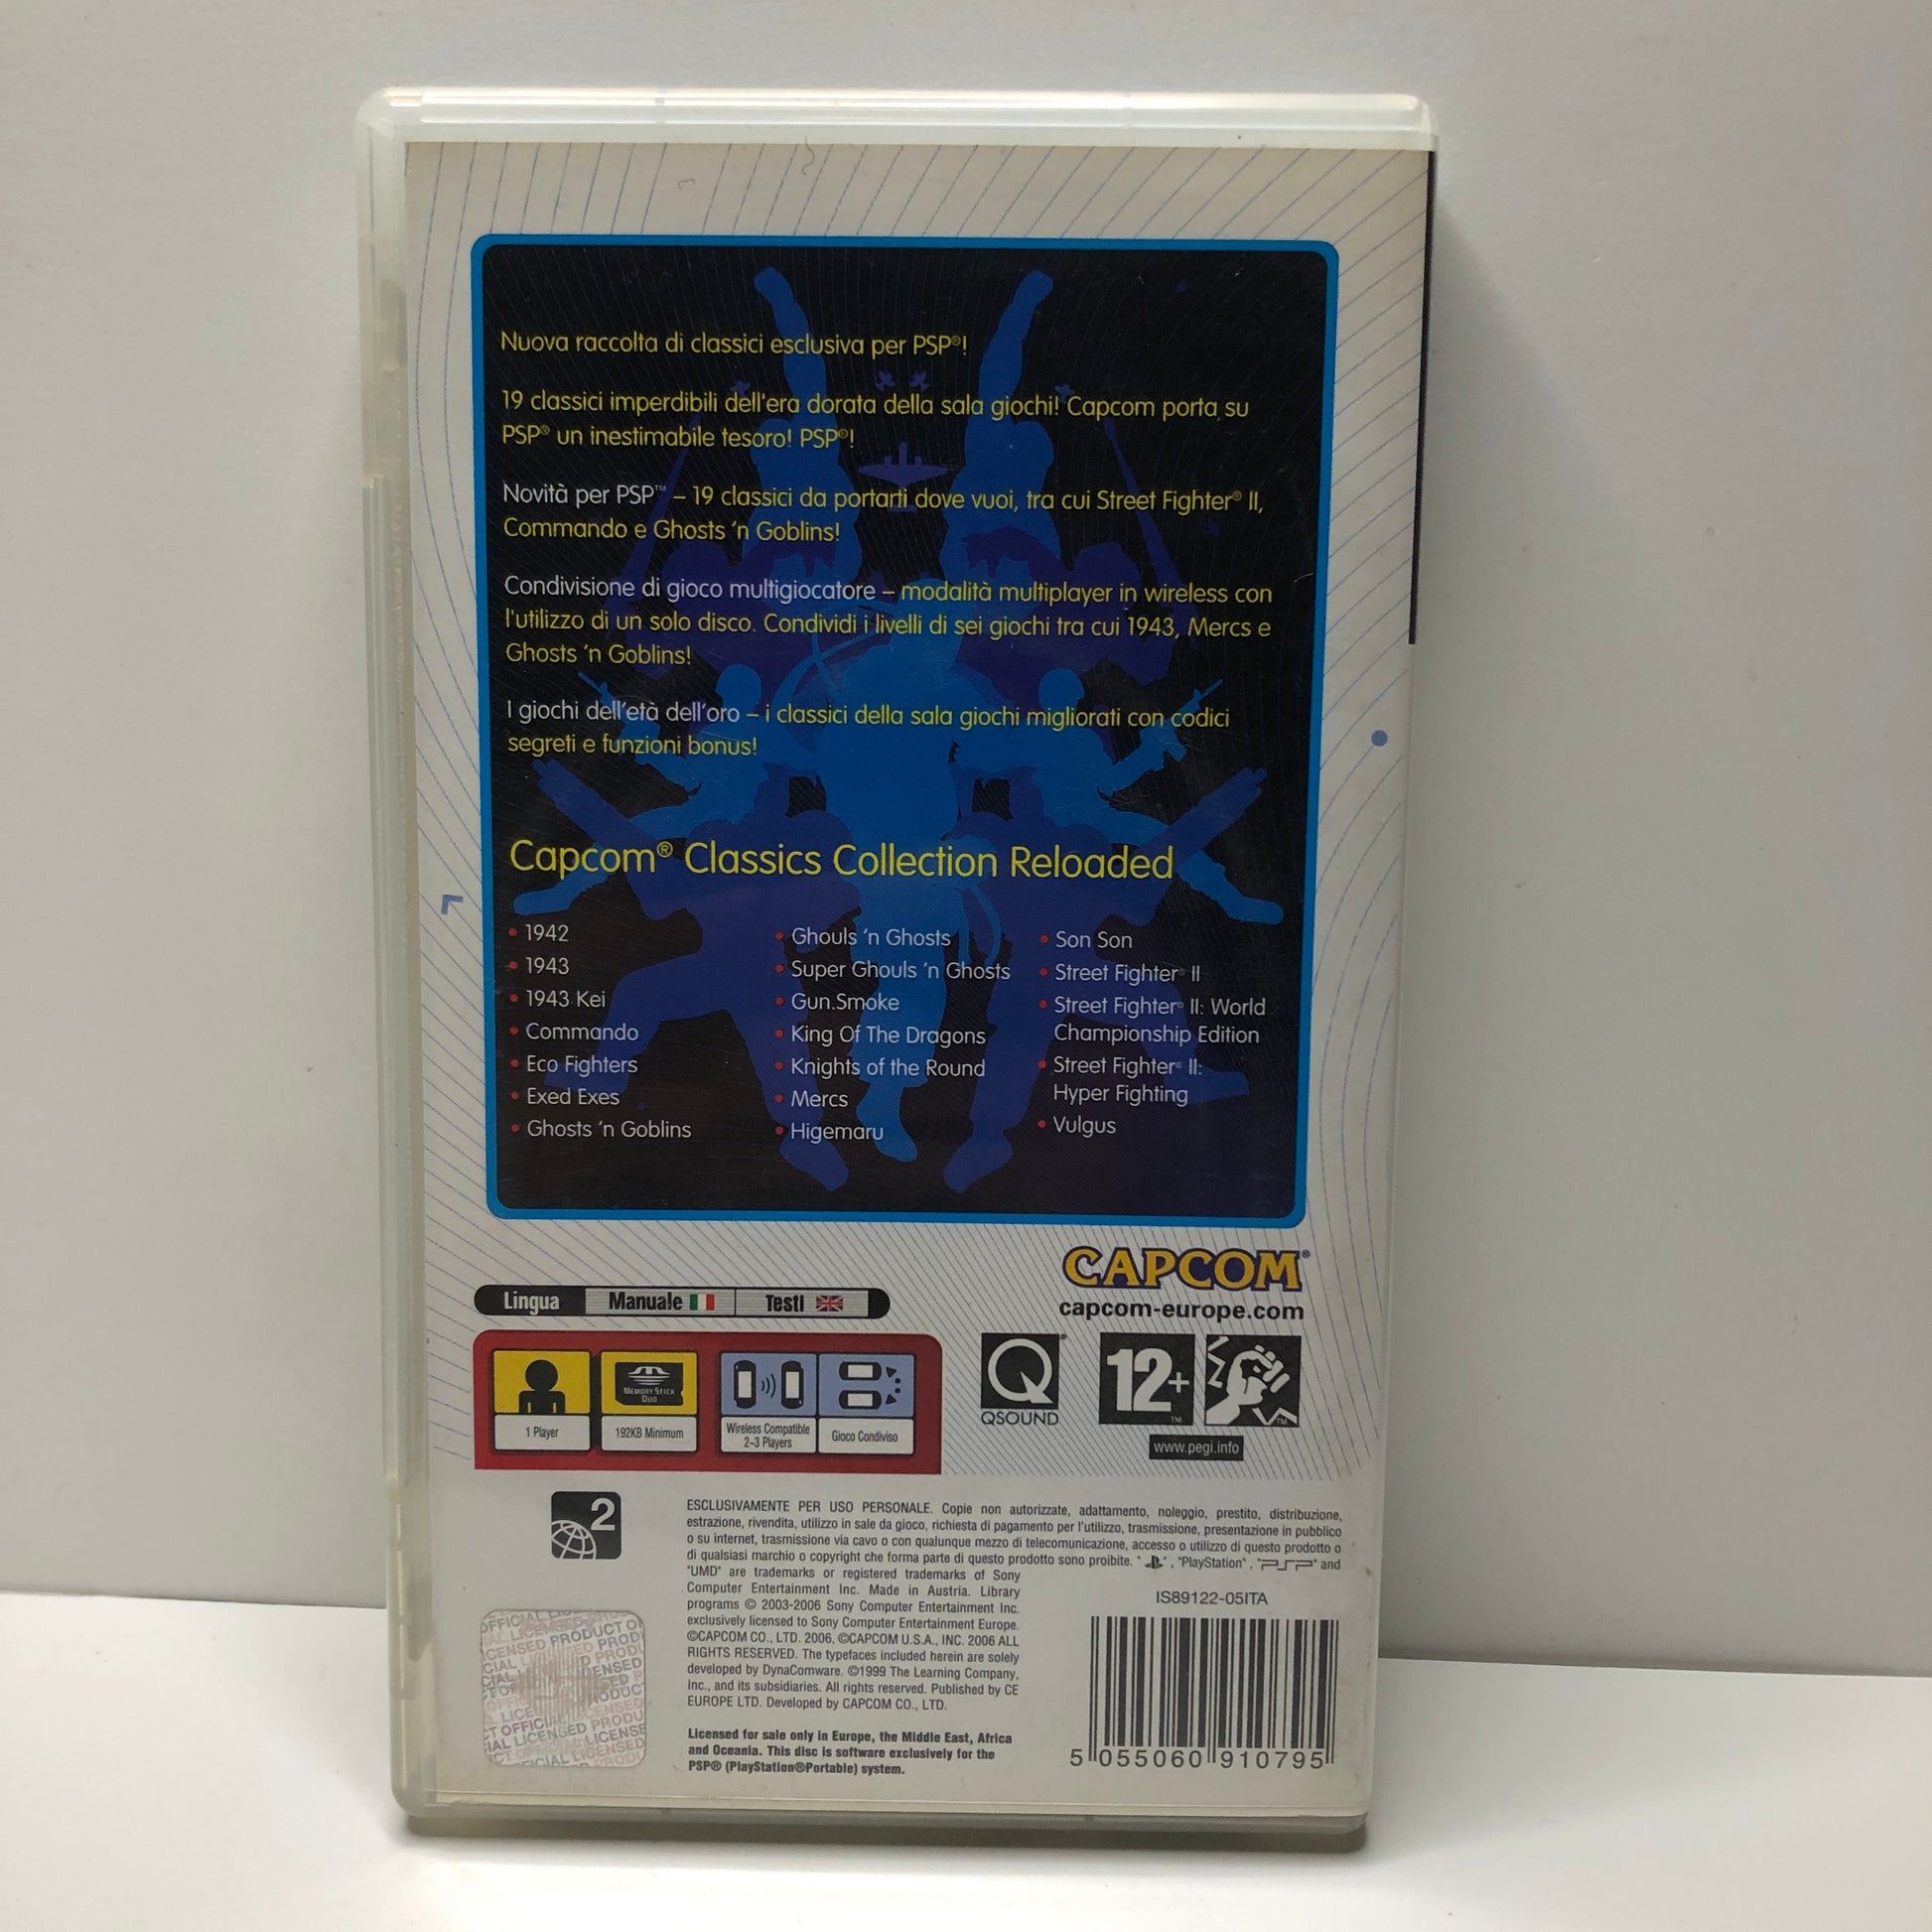 Nuova raccolta di classici esclusiva per PSP®!
19 classici imperdibili dell'era dorata della sala giochi! Capcom porta su
PSP® un inestimabile tesoro! PSP®!
Novità per PSP™ – 19 classici da portarti dove vuoi, tra cui Street Fighter® II,
Commando e Ghosts 'n Goblins!
Condivisione di gioco multigiocatore – modalità multiplayer in wireless con
l'utilizzo di un solo disco. Condividi i livelli di sei giochi tra cui 1943, Mercs e
Ghosts 'n Goblins!
I giochi dell'età dell'oro – i classici della sala giochi migliorati con codici
segreti e funzioni bonus!
Capcom® Classics Collection Reloaded
• 1942
• 1943
• 1943 Kei
• Commando
• Eco Fighters
• Exed Exes
• Ghosts 'n Goblins
• Ghouls 'n Ghosts
• Super Ghouls 'n Ghosts
• Gun.Smoke
• King Of The Dragons
• Knights of the Round
• Mercs
• Higemaru
• Son Son
• Street Fighter® II
• Street Fighter® II: World
Championship Edition
• Street Fighter® II:
Hyper Fighting
• Vulgus
CAPCOM®
capcom-europe.com
Lingua Manuale Testi
1 Player
MEMORY STICK
DUO
192KB Minimum
Wireless Compatible
2-3 Players
Gioco Condiviso
Q
QSOUND
12+
www.pegi.info
2
ESCLUSIVAMENTE PER USO PERSONALE. Copie non autorizzate, adattamento, noleggio, prestito, distribuzione,
estrazione, rivendita, utilizzo in sale da gioco, richiesta di pagamento per l'utilizzo, trasmissione, presentazione in pubblico
o su internet, trasmissione via cavo o con qualunque mezzo di telecomunicazione, accesso o utilizzo di questo prodotto o
di qualsiasi marchio o copyright che forma parte di questo prodotto sono proibite. " ", "PlayStation", "PSP" and
"UMD" are trademarks or registered trademarks of Sony
Computer Entertainment Inc. Made in Austria. Library
programs © 2003-2006 Sony Computer Entertainment Inc.
exclusively licensed to Sony Computer Entertainment Europe.
©CAPCOM CO., LTD. 2006, ©CAPCOM U.S.A., INC. 2006 ALL
RIGHTS RESERVED. The typefaces included herein are solely
developed by DynaComware. ©1999 The Learning Company,
Inc., and its subsidiaries. All rights reserved. Published by CE
EUROPE LTD. Developed by CAPCOM CO., LTD.
Licensed for sale only in Europe, the Middle East, Africa
and Oceania. This disc is software exclusively for the
PSP® (PlayStation®Portable) system.
IS89122-05ITA
5 055060 910795
OFFICIAL LICENSED PRODUCT